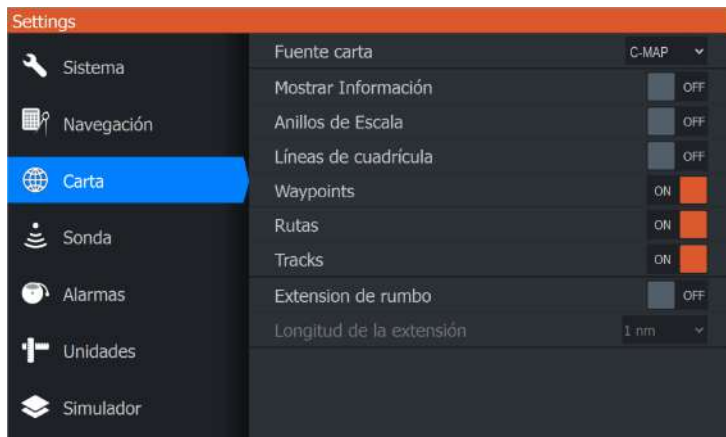 Settings
Sistema
Navegación
Carta
Sonda
Alarmas
Unidades
Simulador
Fuente carta C-MAP
Mostrar Información OFF
Anillos de Escala OFF
Líneas de cuadrícula OFF
Waypoints ON
Rutas ON
Tracks ON
Extension de rumbo OFF
Longitud de la extensión 1 nm